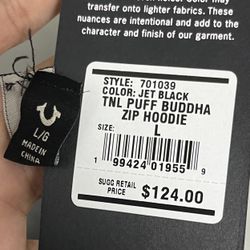 transfer onto lighter fabrics. These
nuances are intentional and add to the
character and finish of our garment.
STYLE: 701039
COLOR: JET BLACK
TNL PUFF BUDDHA
ZIP HOODIE
SIZE:
L
1 99424 01955 9
SUGG RETAIL
PRICE
$124.00
L/G
MADE IN
CHINA